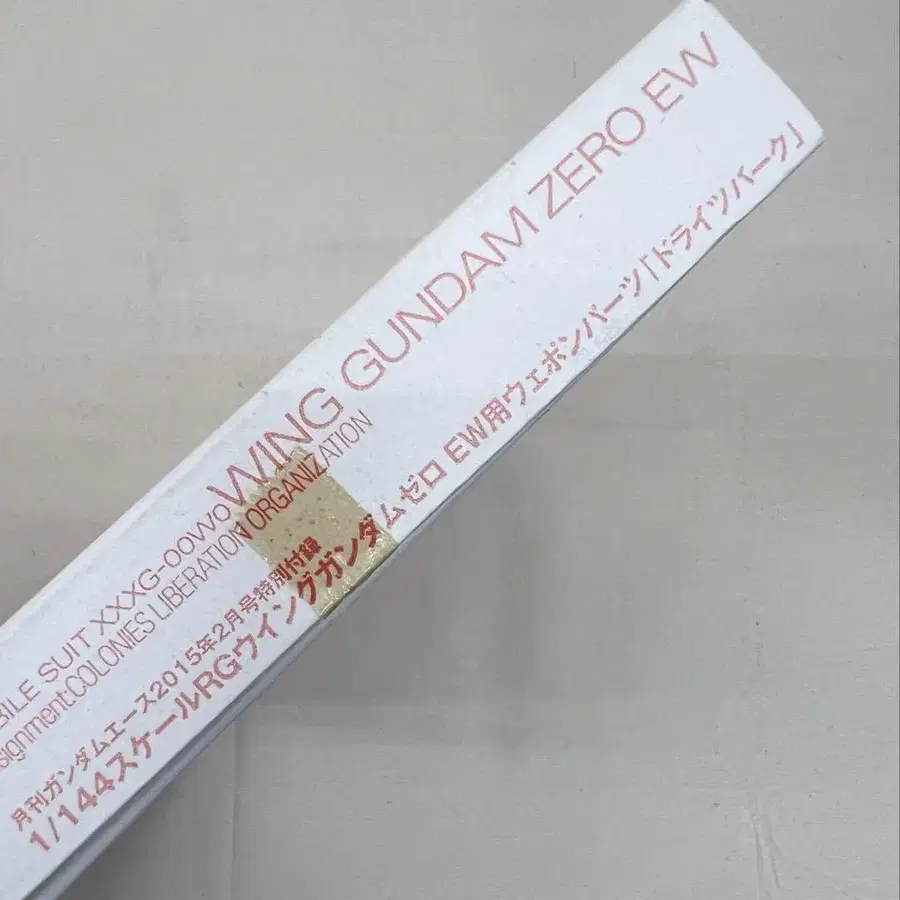 BILE SUIT XXXG-00W0 WING GUNDAM ZERO EW
signment:COLONIES LIBERATION ORGANIZATION
月刊ガンダムエース2015年2月号特別付録
1/144スケールRGウイングガンダムゼロ EW用ウェポンパーツ「ドライツバーク」